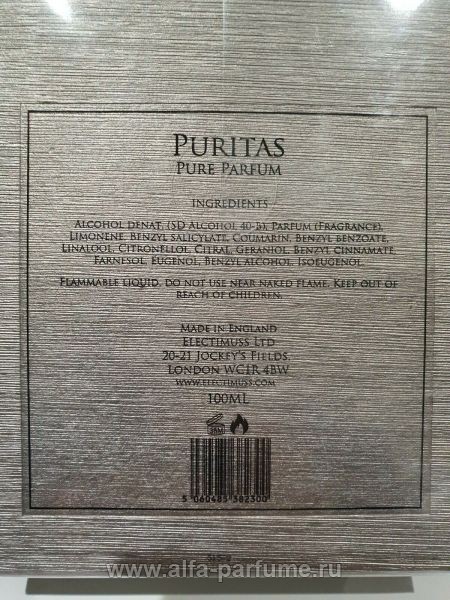 PURITAS
PURE PARFUM
INGREDIENTS
ALCOHOL DENAT. (SD ALCOHOL 40-B), PARFUM (FRAGRANCE),
LIMONENE, BENZYL SALICYLATE, COUMARIN, BENZYL BENZOATE,
LINALOOL, CITRONELLOL, CITRAL, GERANIOL, BENZYL CINNAMATE,
FARNESOL, EUGENOL, BENZYL ALCOHOL, ISOEUGENOL.
FLAMMABLE LIQUID, DO NOT USE NEAR NAKED FLAME. KEEP OUT OF
REACH OF CHILDREN.
MADE IN ENGLAND
ELECTIMUSS LTD
20-21 JOCKEY'S FIELDS,
LONDON WC1R 4BW
WWW.ELECTIMUSS.COM
100ML
5 060485 382300
www.alfa-parfume.ru